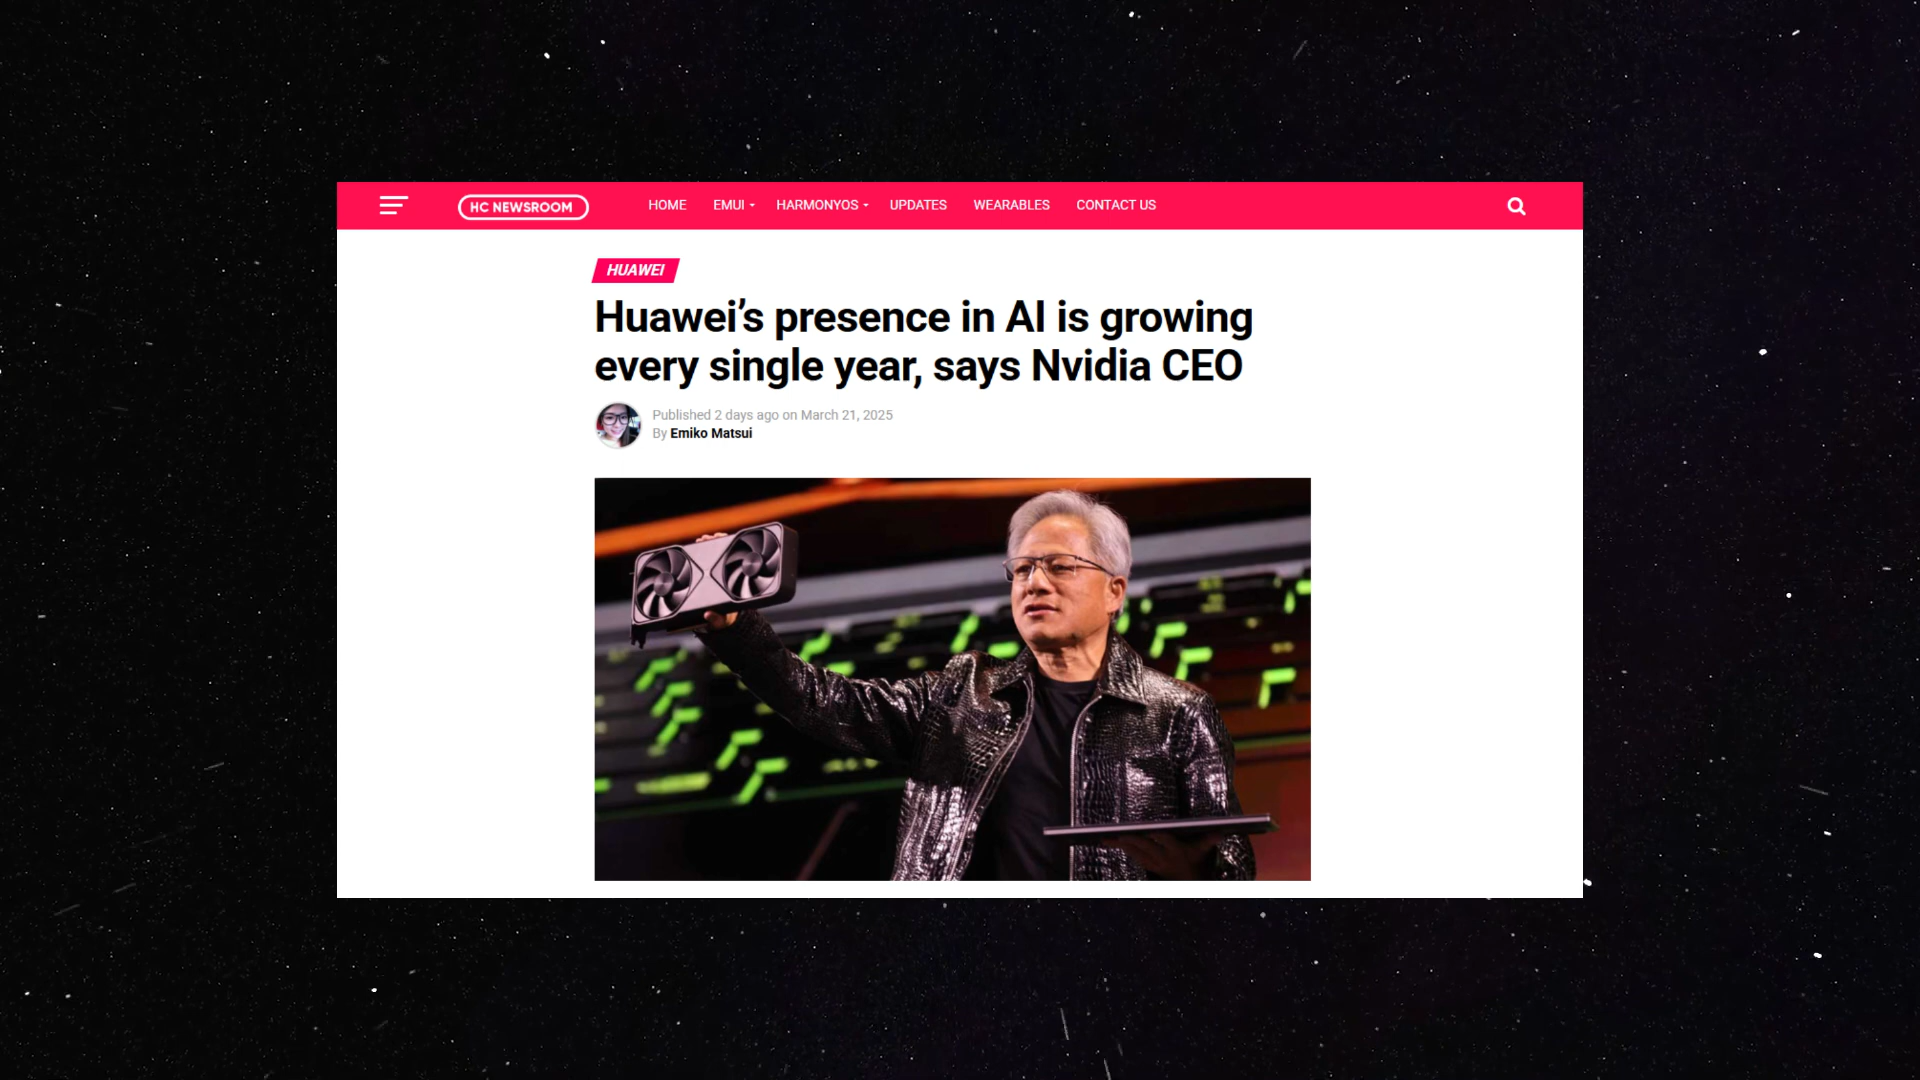 HC NEWSROOM
HOME EMUI HARMONYOS UPDATES WEARABLES CONTACT US
HUAWEI
Huawei’s presence in AI is growing
every single year, says Nvidia CEO
Published 2 days ago on March 21, 2025
By Emiko Matsui